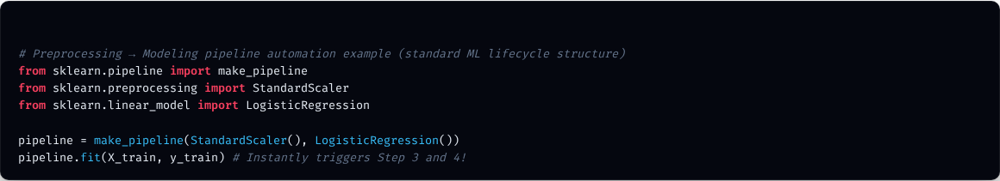 # Preprocessing → Modeling pipeline automation example (standard ML lifecycle structure)
from sklearn.pipeline import make_pipeline
from sklearn.preprocessing import StandardScaler
from sklearn.linear_model import LogisticRegression
pipeline = make_pipeline(StandardScaler(), LogisticRegression())
pipeline.fit(X_train, y_train) # Instantly triggers Step 3 and 4!